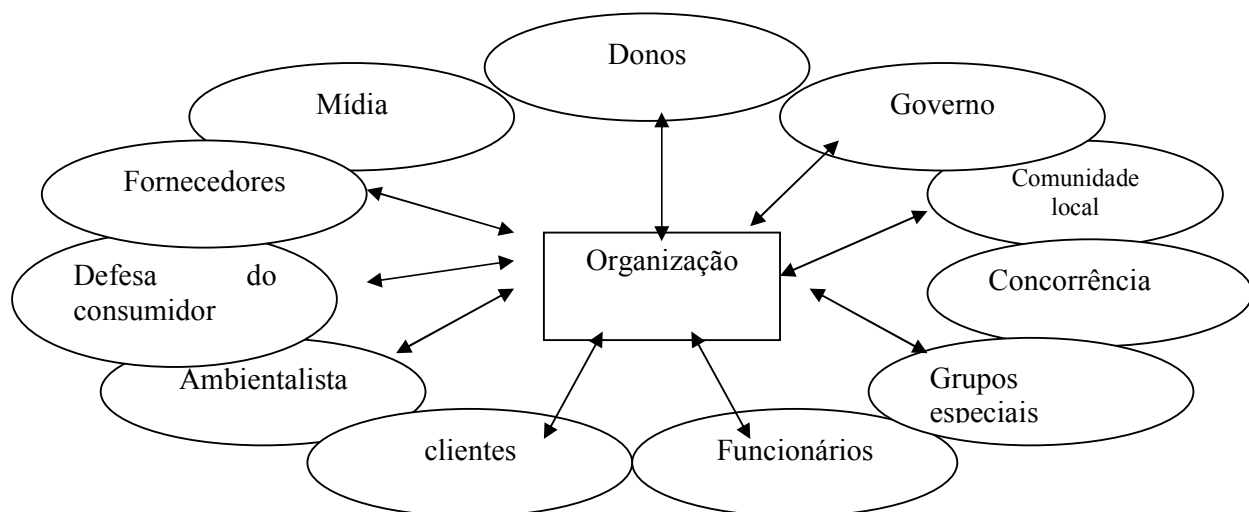 Donos
Mídia
Governo
Fornecedores
Comunidade
local
Organização
Defesa do
consumidor
Concorrência
Ambientalista
Grupos
especiais
clientes
Funcionários